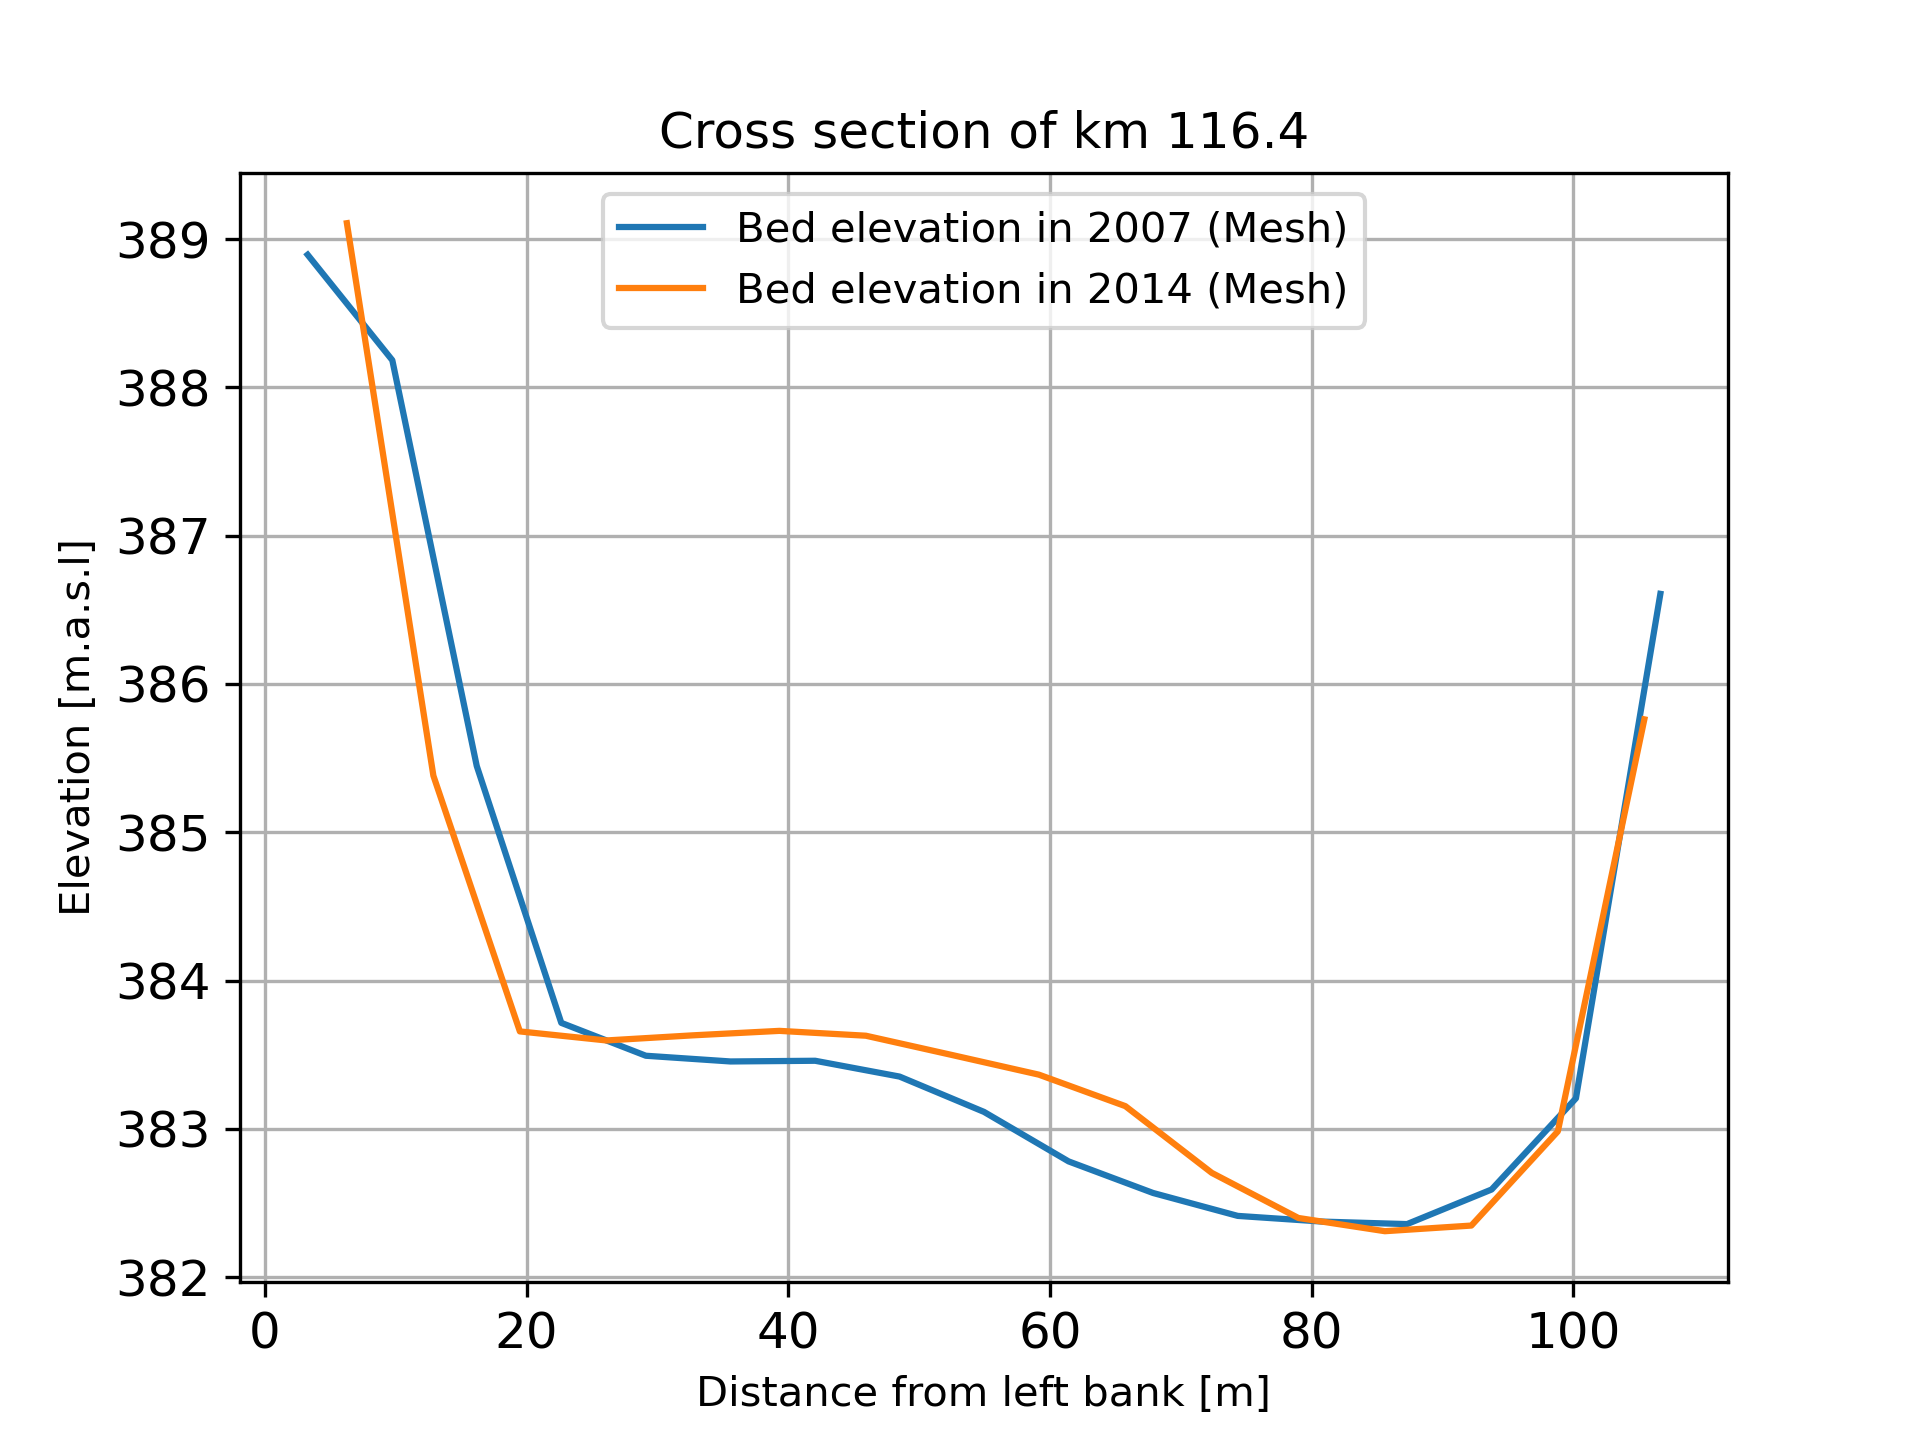 Cross section of km 116.4
Bed elevation in 2007 (Mesh)
Bed elevation in 2014 (Mesh)
389
388
387
386
385
384
383
382
Elevation [m.a.s.l]
0 20 40 60 80 100
Distance from left bank [m]